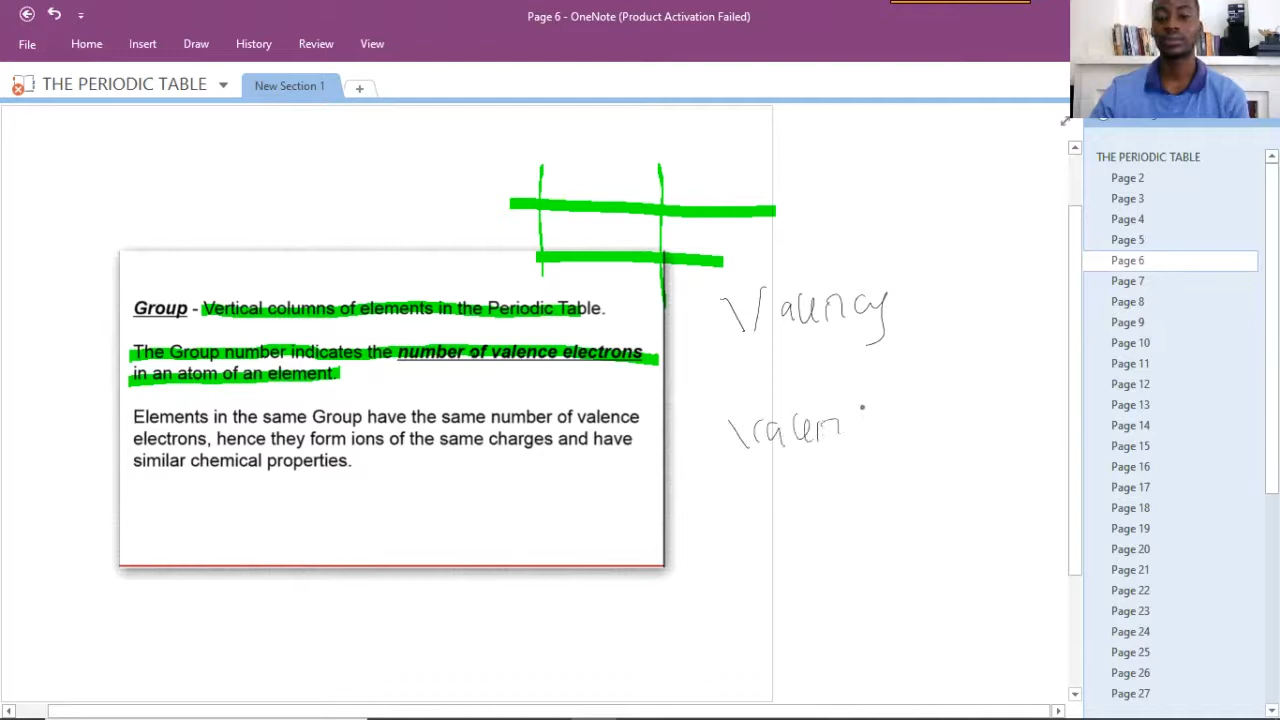 Page 6 - OneNote (Product Activation Failed)
File Home Insert Draw History Review View
THE PERIODIC TABLE New Section 1
Group - Vertical columns of elements in the Periodic Table.
The Group number indicates the number of valence electrons
in an atom of an element.
Elements in the same Group have the same number of valence
electrons, hence they form ions of the same charges and have
similar chemical properties.
Valency
Valen
THE PERIODIC TABLE
Page 2
Page 3
Page 4
Page 5
Page 6
Page 7
Page 8
Page 9
Page 10
Page 11
Page 12
Page 13
Page 14
Page 15
Page 16
Page 17
Page 18
Page 19
Page 20
Page 21
Page 22
Page 23
Page 24
Page 25
Page 26
Page 27